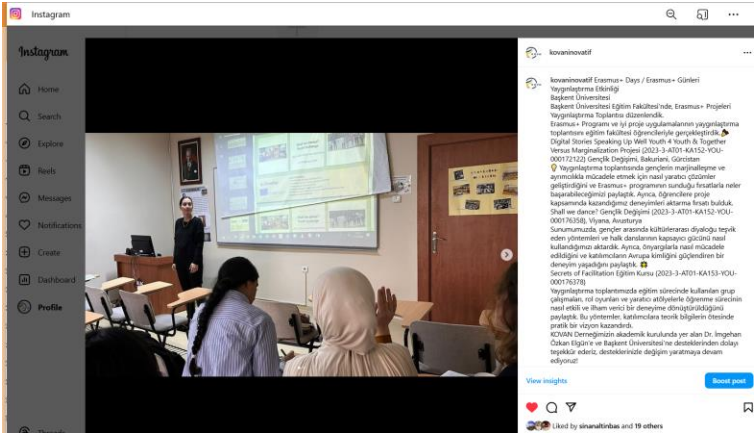 Instagram
Instagram
Home
Search
Explore
Reels
Messages
Notifications
Create
Dashboard
Profile
Threads
kovaninovatif
kovaninovatif Erasmus+ Days / Erasmus+ Günleri
Yaygınlaştırma Etkinliği
Başkent Üniversitesi
Başkent Üniversitesi Eğitim Fakültesi'nde, Erasmus+ Projeleri
Yaygınlaştırma Toplantısı düzenlendik.
Erasmus+ Programı ve iyi proje uygulamalarının yaygınlaştırma
toplantısını eğitim fakültesi öğrencileriyle gerçekleştirdik.
Digital Stories Speaking Up Well Youth 4 Youth & Together
Versus Marginalization Projesi (2023-3-AT01-KA152-YOU-
000172122) Gençlik Değişimi, Bakuriani, Gürcistan
Yaygınlaştırma toplantısında gençlerin marjinalleşme ve
ayrımcılıkla mücadele etmek için nasıl yaratıcı çözümler
geliştirdiğini ve Erasmus+ programının sunduğu fırsatlarla neler
başarabileceğimizi paylaştık. Ayrıca, öğrencilere proje
kapsamında kazandığımız deneyimleri aktarma fırsatı bulduk.
Shall we dance? Gençlik Değişimi (2023-3-AT01-KA152-YOU-
000176358), Viyana, Avusturya
Sunumumuzda, gençler arasında kültürlerarası diyaloğu teşvik
eden yöntemleri ve halk danslarının kapsayıcı gücünü nasıl
kullandığımızı aktardık. Ayrıca, önyargılarla nasıl mücadele
edildiğini ve katılımcıların Avrupa kimliğini güçlendiren bir
deneyim yaşadığını paylaştık.
Secrets of Facilitation Eğitim Kursu (2023-3-AT01-KA153-YOU-
000176378)
Yaygınlaştırma toplantımızda eğitim sürecinde kullanılan grup
çalışmaları, rol oyunları ve yaratıcı atölyelerle öğrenme sürecinin
nasıl etkili ve ilham verici bir deneyime dönüştürüldüğünü
paylaştık. Bu yöntemler, katılımcılara teorik bilgilerin ötesinde
pratik bir vizyon kazandırdı.
KOVAN Derneğimizin akademik kurulunda yer alan Dr. İmgehan
Özkan Elgün'e ve Başkent Üniversitesi'ne desteklerinden dolayı
teşekkür ederiz, desteklerinizle değişim yaratmaya devam
ediyoruz!
View insights
Boost post
Liked by sinanaltinbas and 19 others